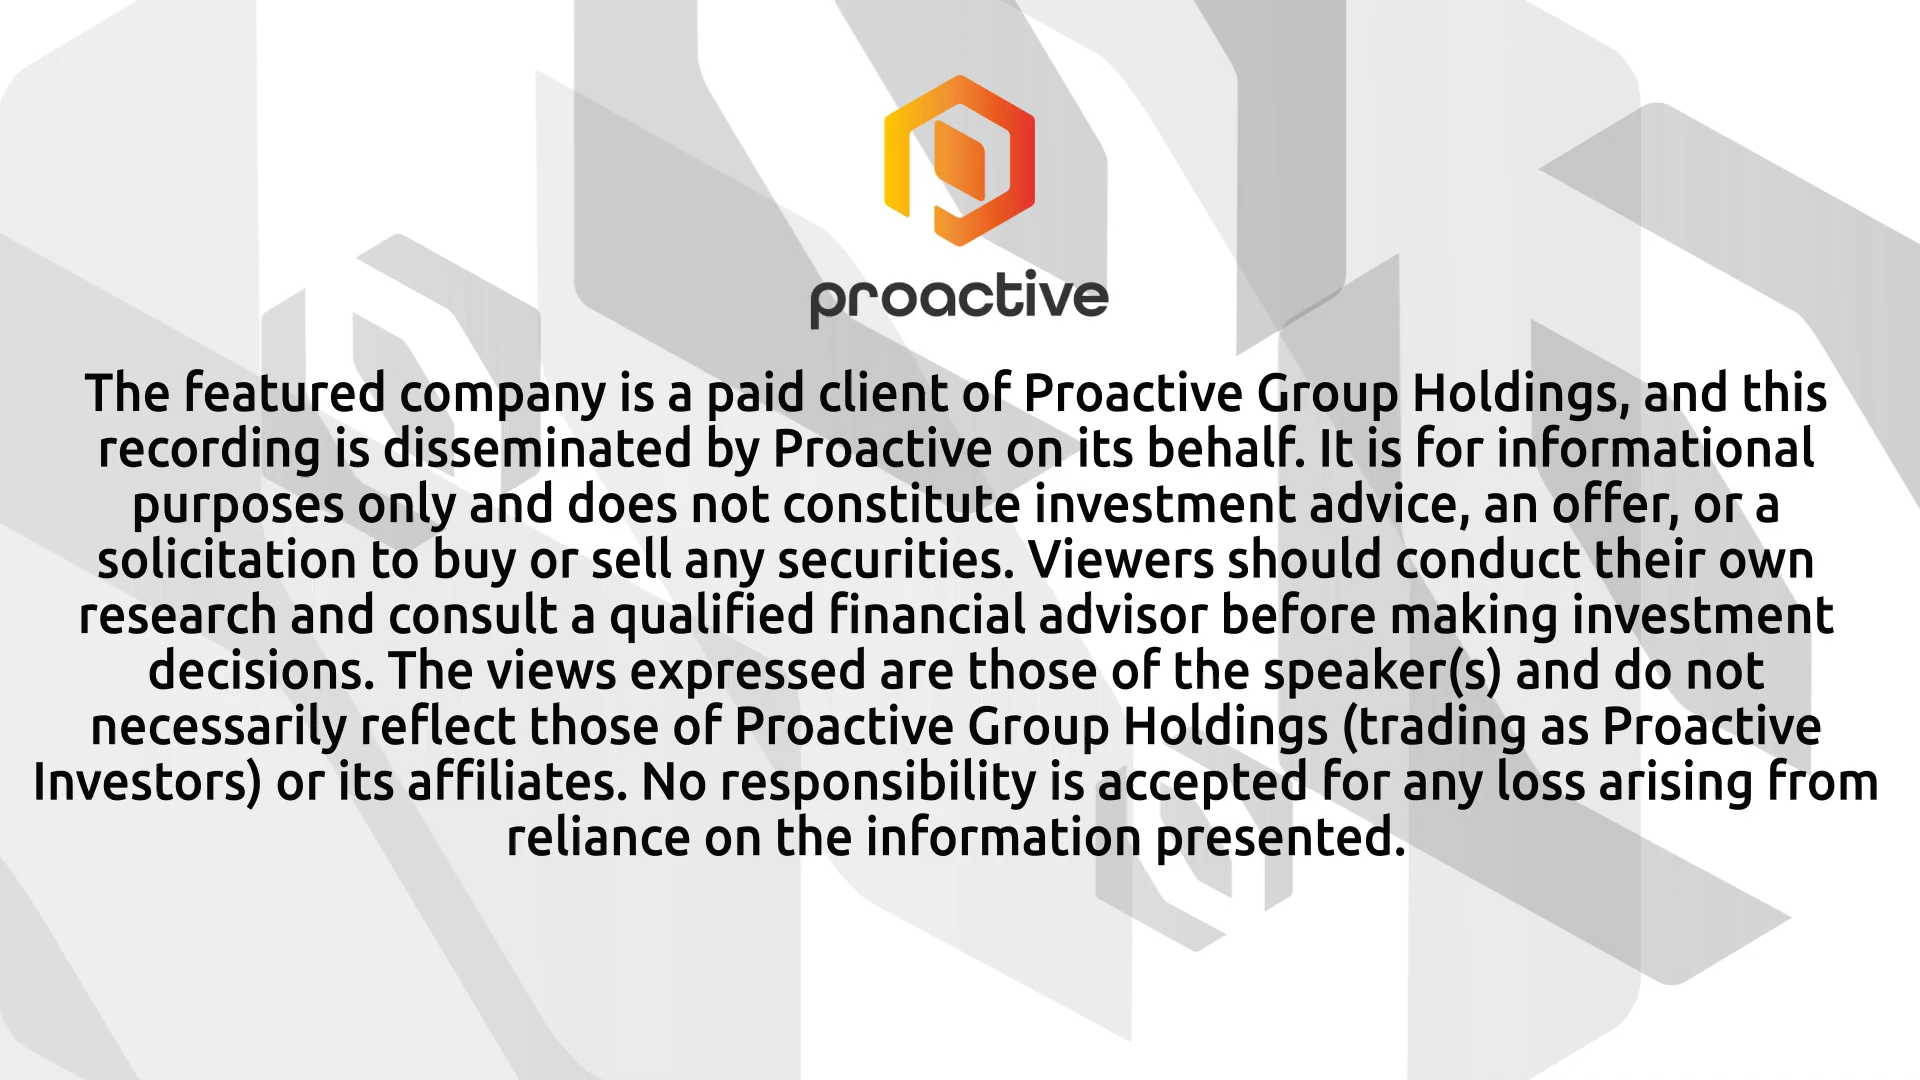 proactive
The featured company is a paid client of Proactive Group Holdings, and this
recording is disseminated by Proactive on its behalf. It is for informational
purposes only and does not constitute investment advice, an offer, or a
solicitation to buy or sell any securities. Viewers should conduct their own
research and consult a qualified financial advisor before making investment
decisions. The views expressed are those of the speaker(s) and do not
necessarily reflect those of Proactive Group Holdings (trading as Proactive
Investors) or its affiliates. No responsibility is accepted for any loss arising from
reliance on the information presented.